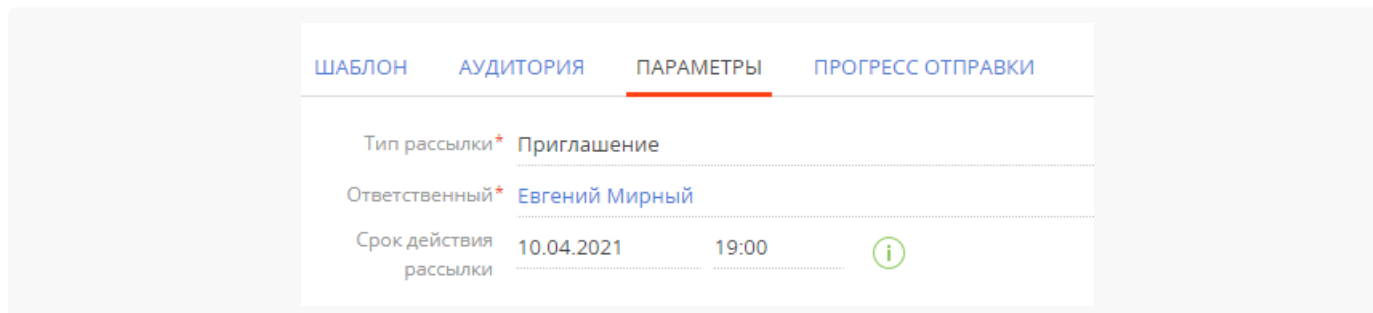 ШАБЛОН АУДИТОРИЯ ПАРАМЕТРЫ ПРОГРЕСС ОТПРАВКИ
Тип рассылки* Приглашение
Ответственный* Евгений Мирный
Срок действия
рассылки 10.04.2021 19:00 i